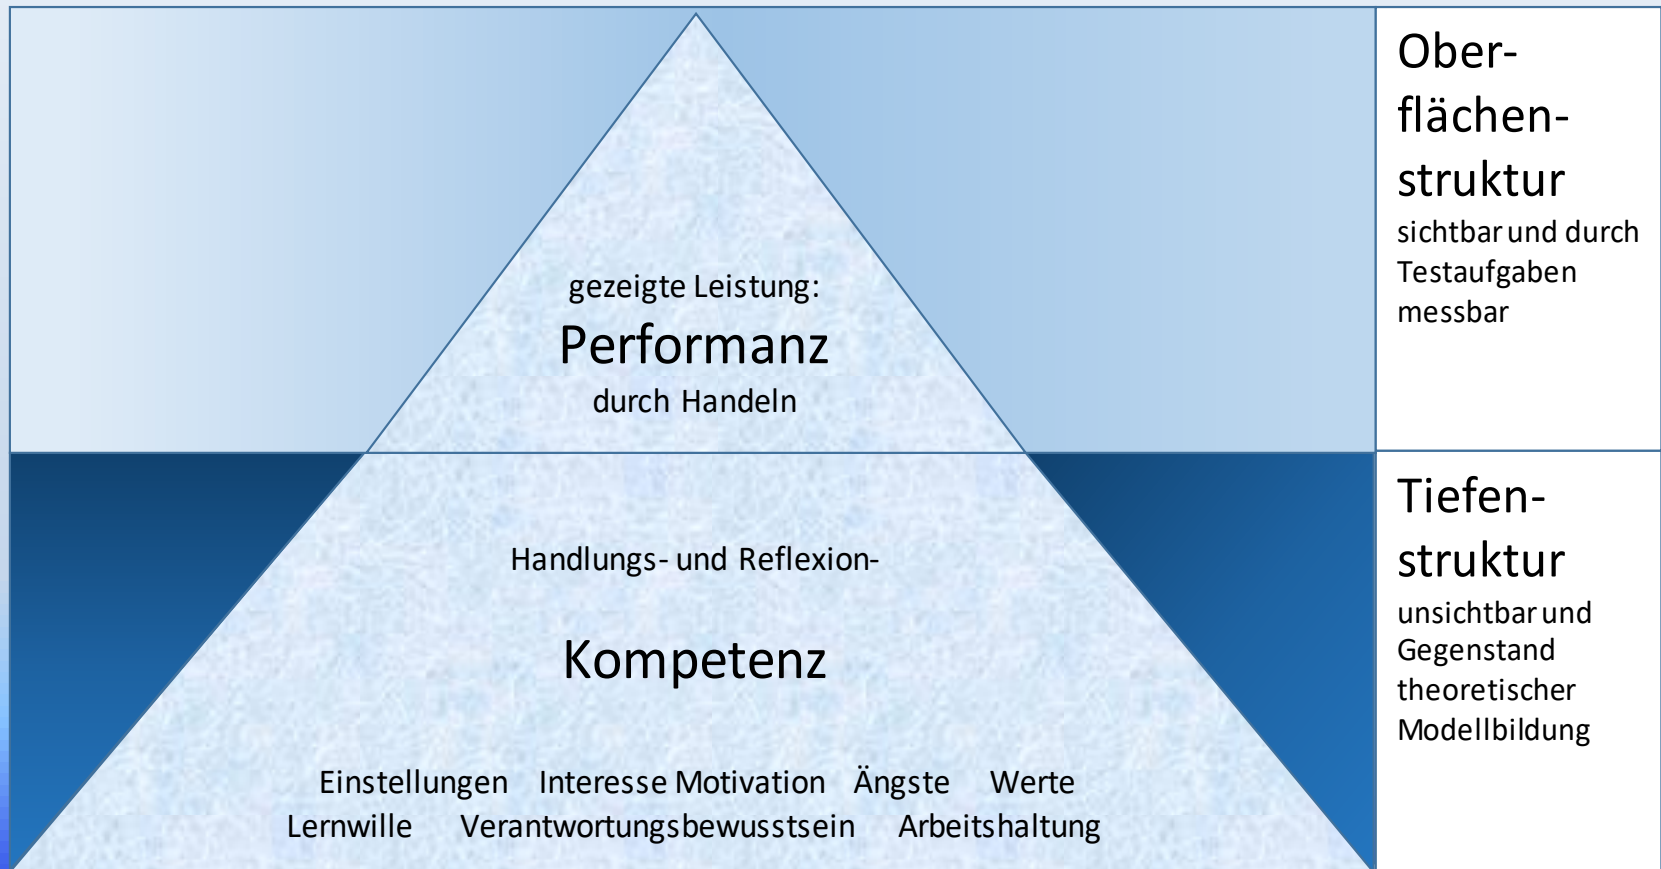 gezeigte Leistung:
Performanz
durch Handeln
Handlungs- und Reflexion-
Kompetenz
Einstellungen Interesse Motivation Ängste Werte
Lernwille Verantwortungsbewusstsein Arbeitshaltung
Ober-
flächen-
struktur
sichtbar und durch
Testaufgaben
messbar
Tiefen-
struktur
unsichtbar und
Gegenstand
theoretischer
Modellbildung